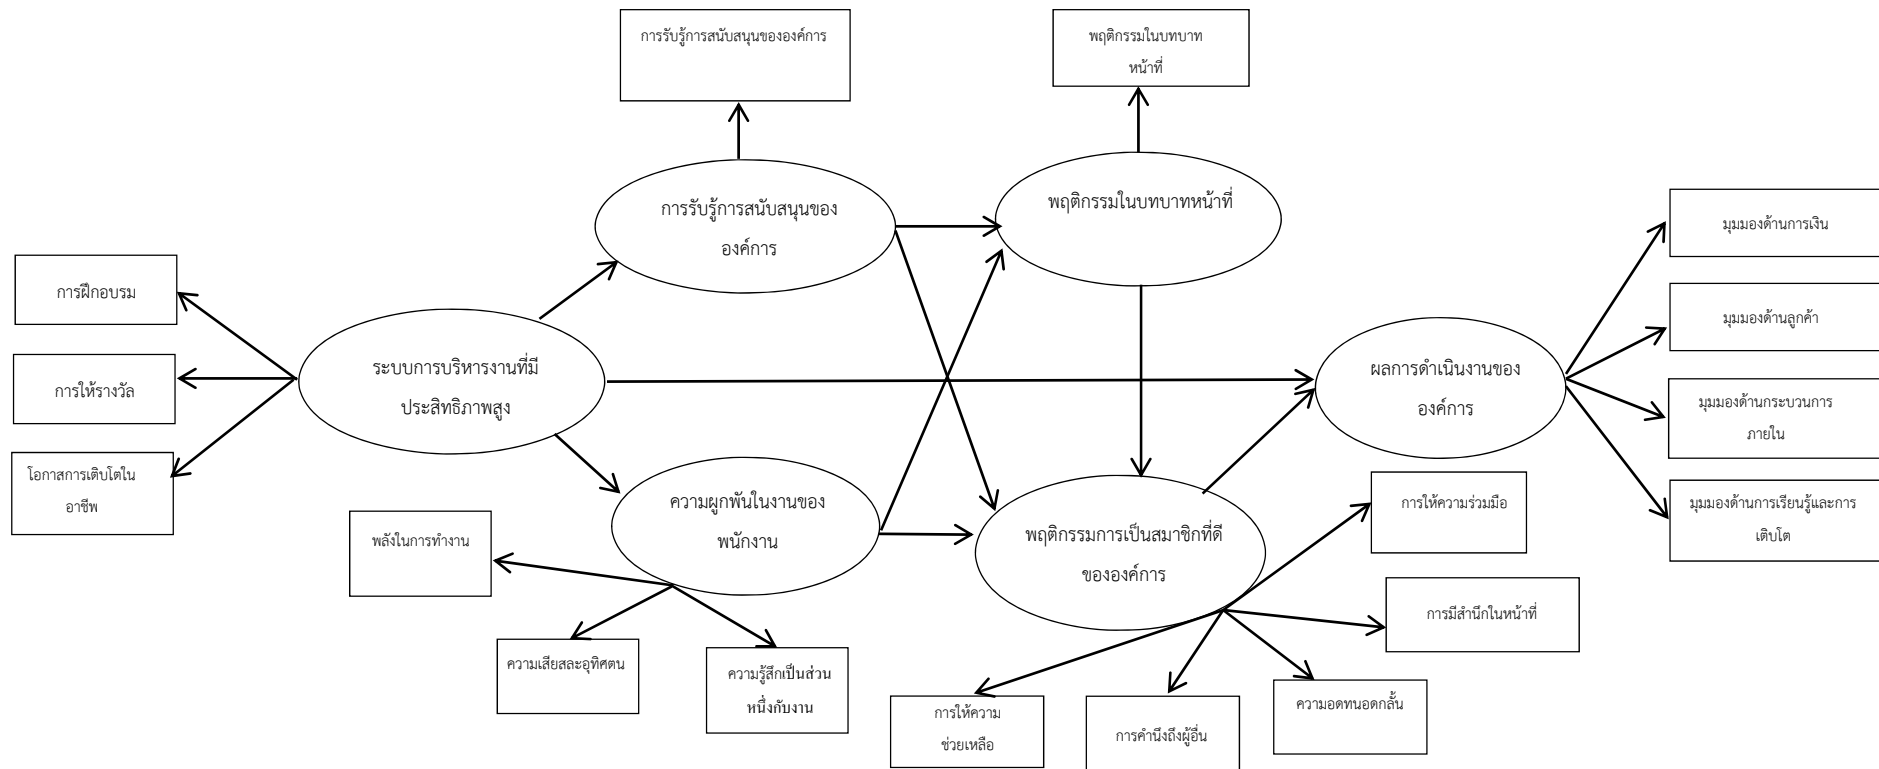 การรับรู้การสนับสนุนขององค์การ
พฤติกรรมในบทบาท
หน้าที่
การรับรู้การสนับสนุนของ
องค์การ
พฤติกรรมในบทบาทหน้าที่
มุมมองด้านการเงิน
การฝึกอบรม
มุมมองด้านลูกค้า
ระบบการบริหารงานที่มี
ประสิทธิภาพสูง
ผลการดำเนินงานของ
องค์การ
การให้รางวัล
มุมมองด้านกระบวนการ
ภายใน
โอกาสการเติบโตใน
อาชีพ
ความผูกพันในงานของ
พนักงาน
การให้ความร่วมมือ
มุมมองด้านการเรียนรู้และการ
เติบโต
พลังในการทำงาน
พฤติกรรมการเป็นสมาชิกที่ดี
ขององค์การ
การมีสำนึกในหน้าที่
ความเสียสละอุทิศตน
ความรู้สึกเป็นส่วน
หนึ่งกับงาน
การให้ความ
ช่วยเหลือ
การคำนึงถึงผู้อื่น
ความอดทนอดกลั้น